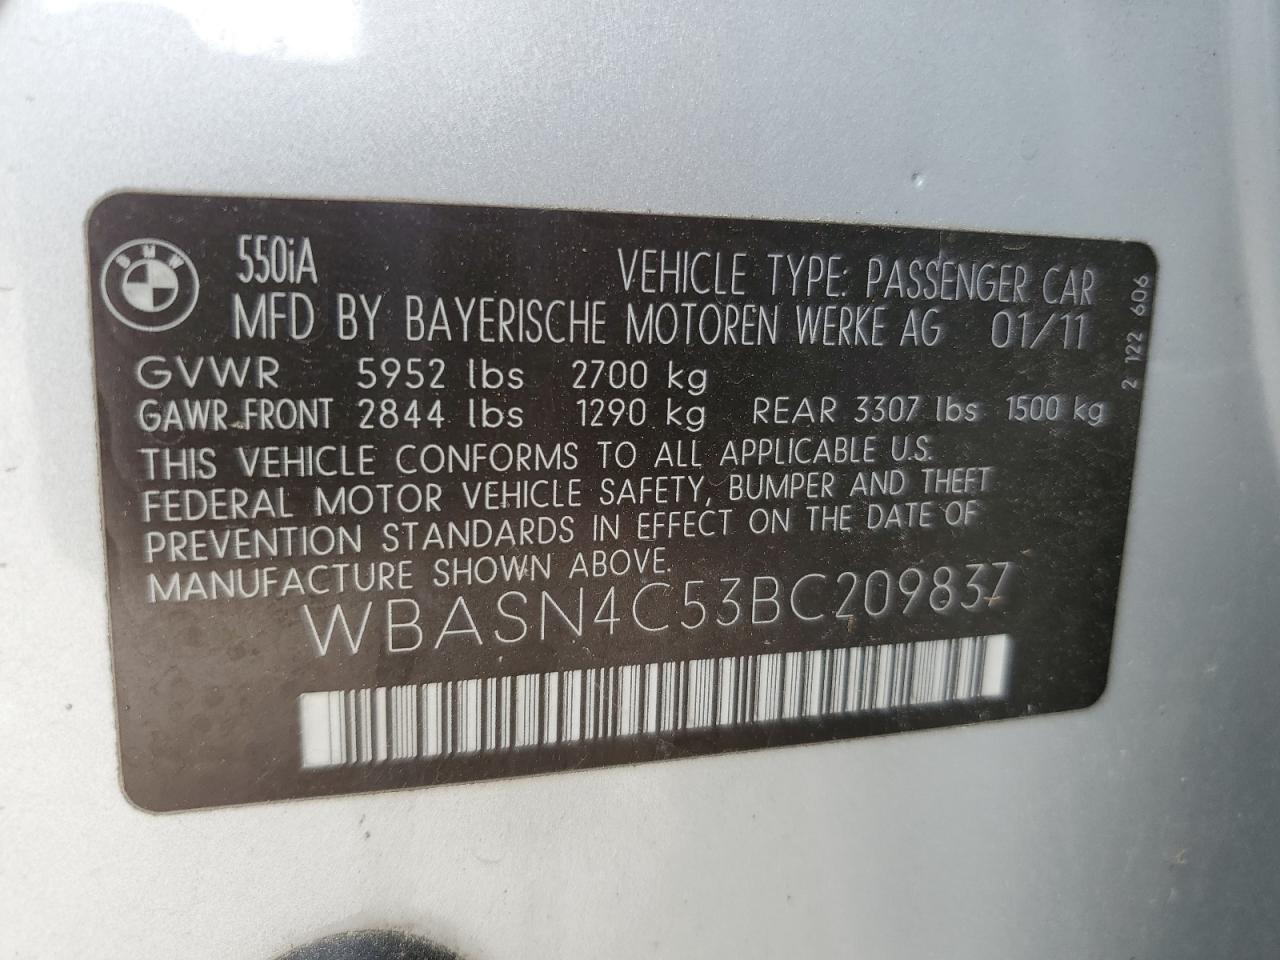 BMW
550iA
VEHICLE TYPE: PASSENGER CAR
MFD BY BAYERISCHE MOTOREN WERKE AG 01/11
GVWR 5952 lbs 2700 kg
GAWR FRONT 2844 lbs 1290 kg REAR 3307 lbs 1500 kg
THIS VEHICLE CONFORMS TO ALL APPLICABLE U.S.
FEDERAL MOTOR VEHICLE SAFETY, BUMPER AND THEFT
PREVENTION STANDARDS IN EFFECT ON THE DATE OF
MANUFACTURE SHOWN ABOVE.
WBASN4C53BC209837
2 122 606